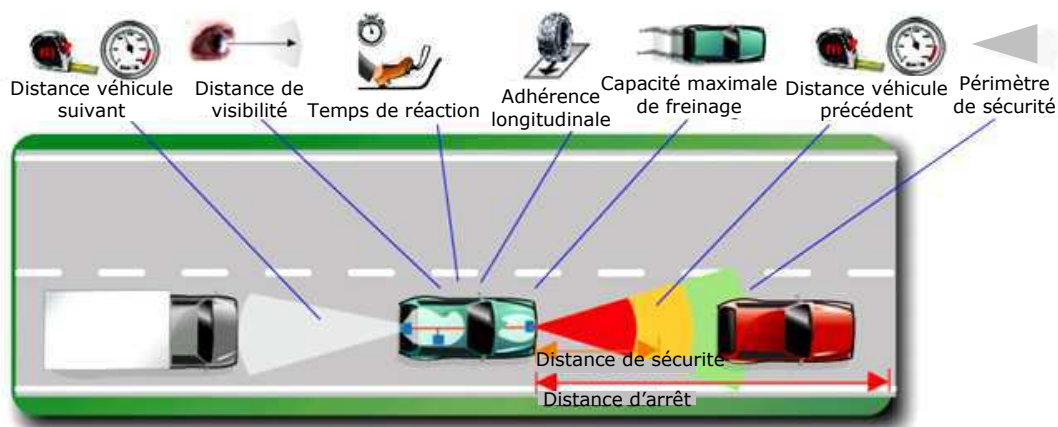 Distance véhicule
suivant
Distance de
visibilité
Temps de réaction
Adhérence
longitudinale
Capacité maximale
de freinage
Distance véhicule
précédent
Périmètre
de sécurité
Distance de sécurité
Distance d’arrêt